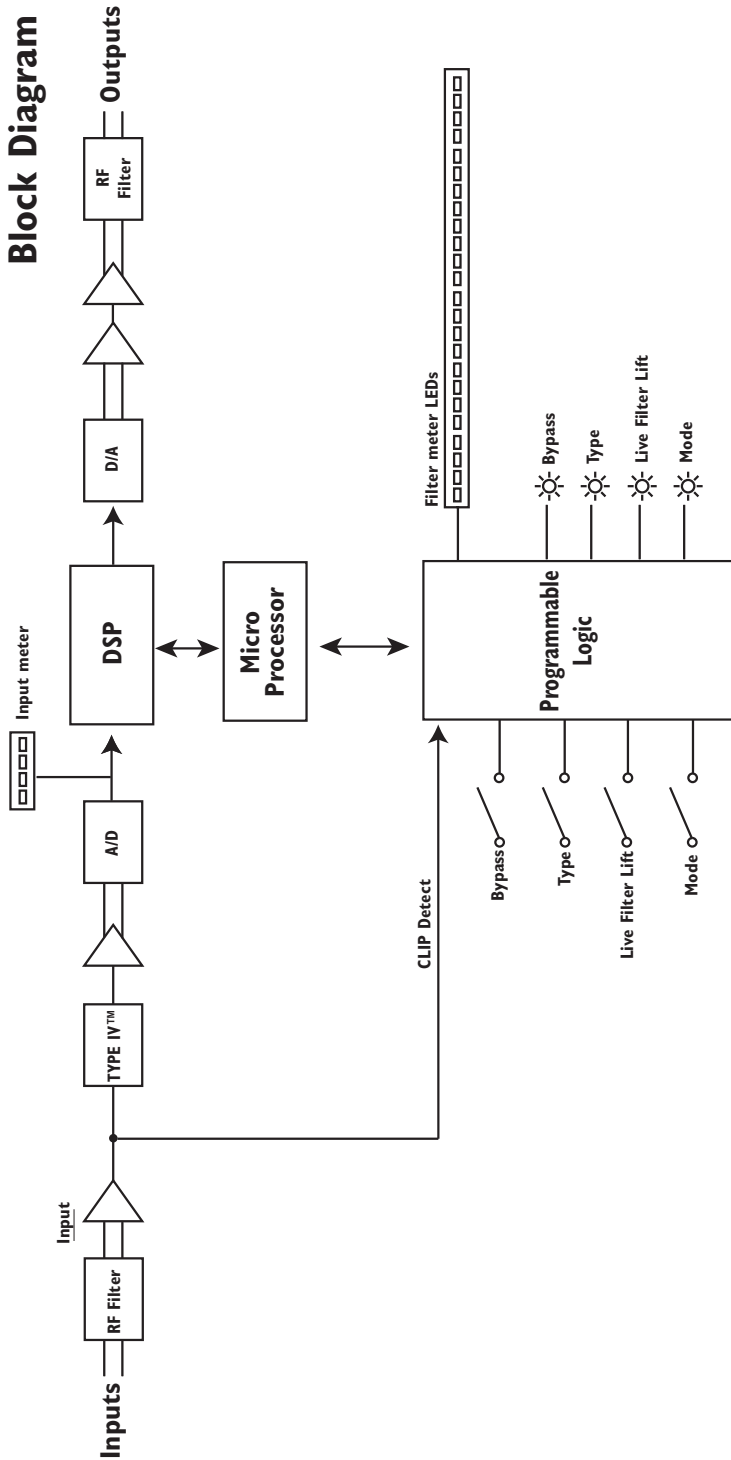 Block Diagram
Inputs
RF Filter
Input
TYPE IV™
A/D
Input meter
DSP
D/A
RF
Filter
Outputs
Micro
Processor
CLIP Detect
Programmable
Logic
Filter meter LEDs
Bypass
Type
Live Filter Lift
Mode
Bypass
Type
Live Filter Lift
Mode